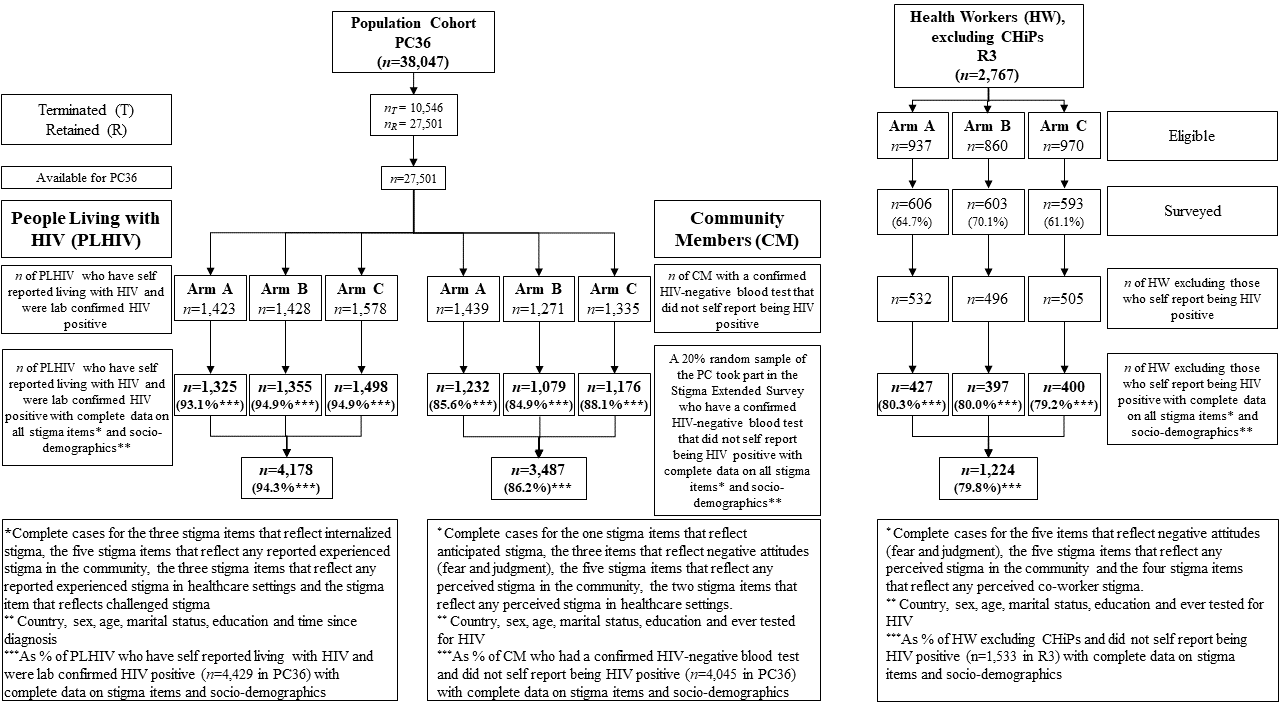 Population Cohort
PC36
(n=38,047)
Terminated (T)
Retained (R)
nT = 10,546
nR = 27,501
Available for PC36
n=27,501
People Living with
HIV (PLHIV)
Community
Members (CM)
n of PLHIV who have self
reported living with HIV and
were lab confirmed HIV
positive
Arm A
n=1,423
Arm B
n=1,428
Arm C
n=1,578
Arm A
n=1,439
Arm B
n=1,271
Arm C
n=1,335
n of CM with a confirmed
HIV-negative blood test that
did not self report being HIV
positive
n of PLHIV who have self
reported living with HIV and
were lab confirmed HIV
positive with complete data on
all stigma items* and socio-
demographics**
n=1,325
(93.1%***)
n=1,355
(94.9%***)
n=1,498
(94.9%***)
n=1,232
(85.6%***)
n=1,079
(84.9%***)
n=1,176
(88.1%***)
A 20% random sample of
the PC took part in the
Stigma Extended Survey
who have a confirmed
HIV-negative blood test
that did not self report
being HIV positive with
complete data on all stigma
items* and socio-
demographics**
n=4,178
(94.3%***)
n=3,487
(86.2%)***
*Complete cases for the three stigma items that reflect internalized
stigma, the five stigma items that reflect any reported experienced
stigma in the community, the three stigma items that reflect any
reported experienced stigma in healthcare settings and the stigma
item that reflects challenged stigma
** Country, sex, age, marital status, education and time since
diagnosis
***As % of PLHIV who have self reported living with HIV and
were lab confirmed HIV positive (n=4,429 in PC36) with
complete data on stigma items and socio-demographics
* Complete cases for the one stigma items that reflect
anticipated stigma, the three items that reflect negative attitudes
(fear and judgment), the five stigma items that reflect any
perceived stigma in the community, the two stigma items that
reflect any perceived stigma in healthcare settings.
** Country, sex, age, marital status, education and ever tested
for HIV
***As % of CM who had a confirmed HIV-negative blood test
and did not self report being HIV positive (n=4,045 in PC36)
with complete data on stigma items and socio-demographics
Health Workers (HW),
excluding CHiPs
R3
(n=2,767)
Arm A
n=937
Arm B
n=860
Arm C
n=970
Eligible
n=606
(64.7%)
n=603
(70.1%)
n=593
(61.1%)
Surveyed
n=532
n=496
n=505
n of HW excluding those
who self report being HIV
positive
n=427
(80.3%***)
n=397
(80.0%***)
n=400
(79.2%***)
n of HW excluding those
who self report being HIV
positive with complete data
on all stigma items* and
socio-demographics**
n=1,224
(79.8%)***
* Complete cases for the five items that reflect negative attitudes
(fear and judgment), the five stigma items that reflect any
perceived stigma in the community and the four stigma items
that reflect any perceived co-worker stigma.
** Country, sex, age, marital status, education and ever tested for
HIV
***As % of HW excluding CHiPs and did not self report being
HIV positive (n=1,533 in R3) with complete data on stigma
items and socio-demographics